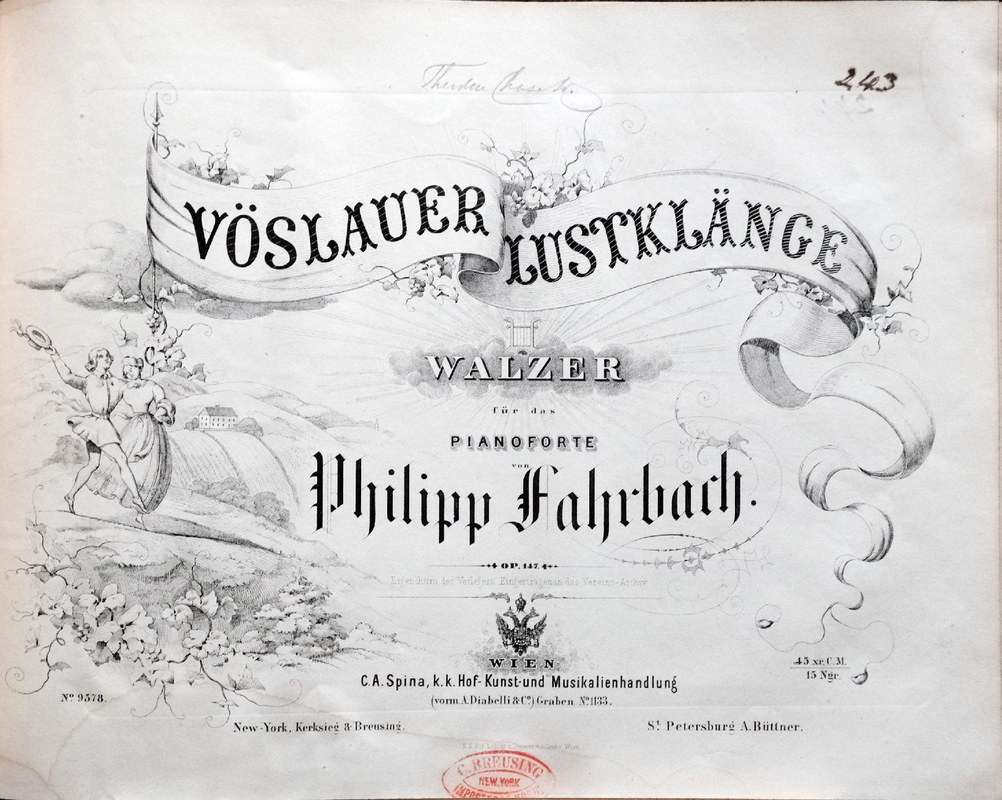 243
VÖSLAUER
LUSTKLÄNGE
WALZER
für das
PIANOFORTE
von
Philipp Fahrbach.
OP. 147.
Eigenthum des Verlegers. Eingetragen in das Vereins-Archiv.
WIEN
C.A. Spina, k.k. Hof- Kunst- und Musikalienhandlung
(vorm. A. Diabelli & Co) Graben No 1133.
No 9578.
45 xr. C.M.
15 Ngr.
New-York, Kerksieg & Breusing.
St Petersburg A. Büttner.
C. BREUSING
NEW-YORK